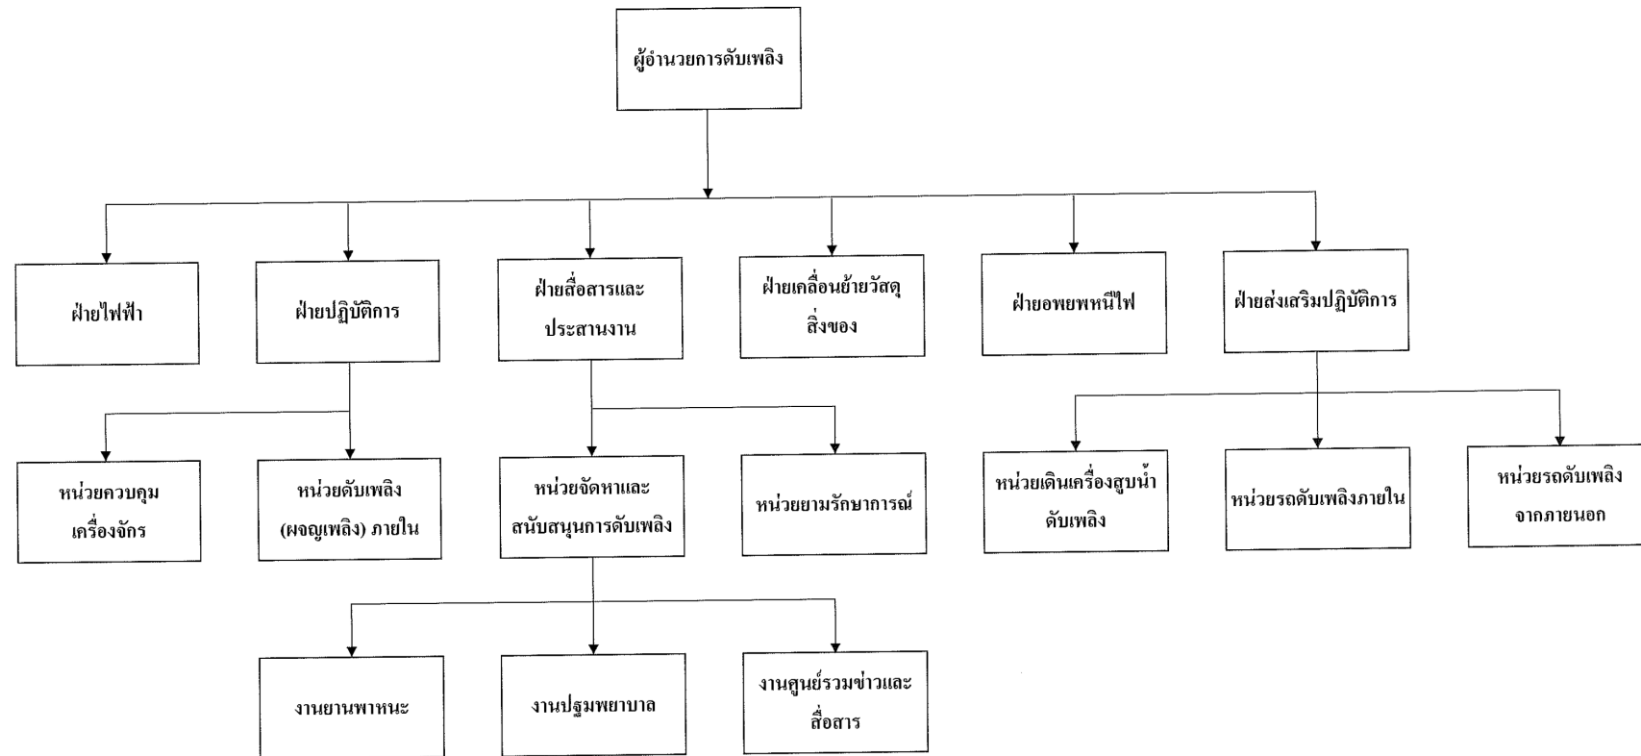 ผู้อำนวยการดับเพลิง
ฝ่ายไฟฟ้า
ฝ่ายปฏิบัติการ
ฝ่ายสื่อสารและ
ประสานงาน
ฝ่ายเคลื่อนย้ายวัสดุ
สิ่งของ
ฝ่ายอพยพหนีไฟ
ฝ่ายส่งเสริมปฏิบัติการ
หน่วยควบคุม
เครื่องจักร
หน่วยดับเพลิง
(ผจญเพลิง) ภายใน
หน่วยจัดหาและ
สนับสนุนการดับเพลิง
หน่วยยามรักษาการณ์
หน่วยเดินเครื่องสูบน้ำ
ดับเพลิง
หน่วยรถดับเพลิงภายใน
หน่วยรถดับเพลิง
จากภายนอก
งานยานพาหนะ
งานปฐมพยาบาล
งานศูนย์รวมข่าวและ
สื่อสาร